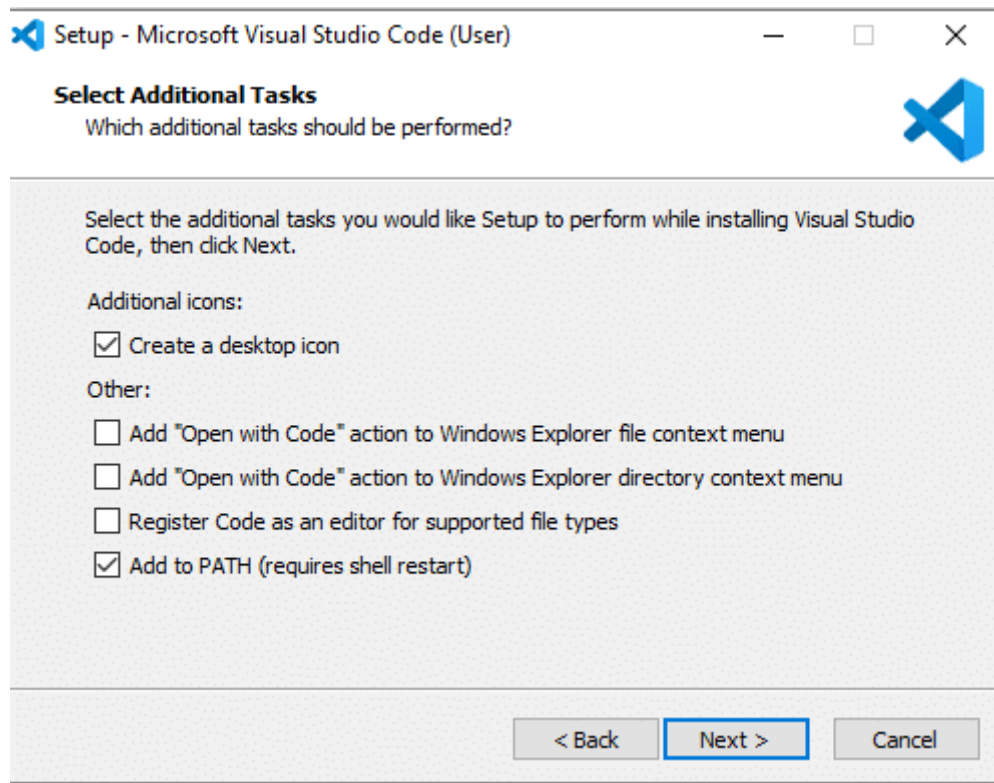 Setup - Microsoft Visual Studio Code (User)
Select Additional Tasks
Which additional tasks should be performed?
Select the additional tasks you would like Setup to perform while installing Visual Studio
Code, then click Next.
Additional icons:
Create a desktop icon
Other:
Add "Open with Code" action to Windows Explorer file context menu
Add "Open with Code" action to Windows Explorer directory context menu
Register Code as an editor for supported file types
Add to PATH (requires shell restart)
< Back Next > Cancel